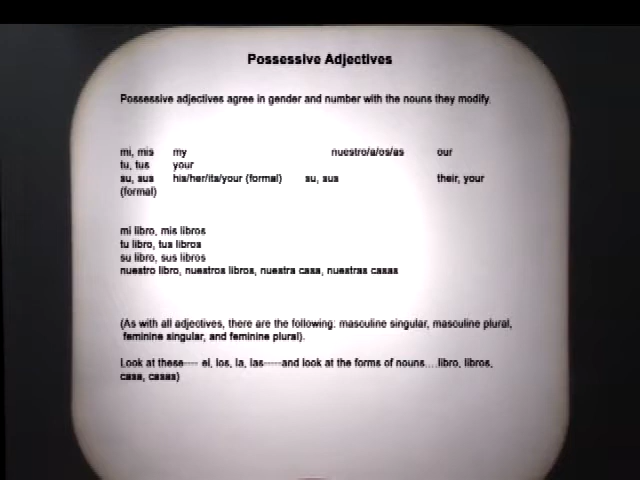 Possessive Adjectives
Possessive adjectives agree in gender and number with the nouns they modify.
mi, mis my nuestro/a/os/as our
tu, tus your
su, sus his/her/its/your (formal) su, sus their, your
(formal)
mi libro, mis libros
tu libro, tus libros
su libro, sus libros
nuestro libro, nuestros libros, nuestra casa, nuestras casas
(As with all adjectives, there are the following: masculine singular, masculine plural,
feminine singular, and feminine plural).
Look at these---- el, los, la, las-----and look at the forms of nouns....libro, libros,
casa, casas)